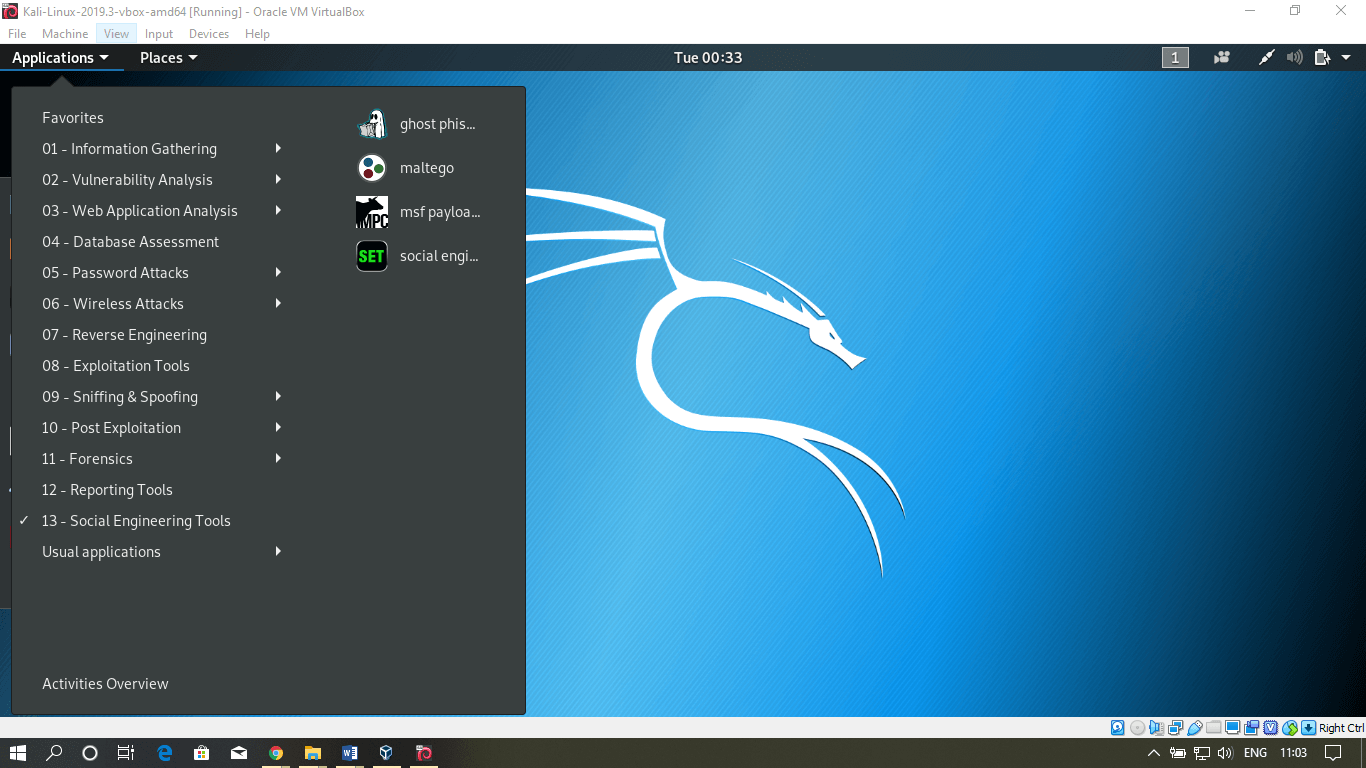 Kali-Linux-2019.3-vbox-amd64 [Running] - Oracle VM VirtualBox
File Machine View Input Devices Help
Applications Places Tue 00:33 1
Favorites
01 - Information Gathering
02 - Vulnerability Analysis
03 - Web Application Analysis
04 - Database Assessment
05 - Password Attacks
06 - Wireless Attacks
07 - Reverse Engineering
08 - Exploitation Tools
09 - Sniffing & Spoofing
10 - Post Exploitation
11 - Forensics
12 - Reporting Tools
✓ 13 - Social Engineering Tools
Usual applications
Activities Overview
ghost phis...
maltego
MPC msf payloa...
SET social engi...
Right Ctrl
ENG 11:03